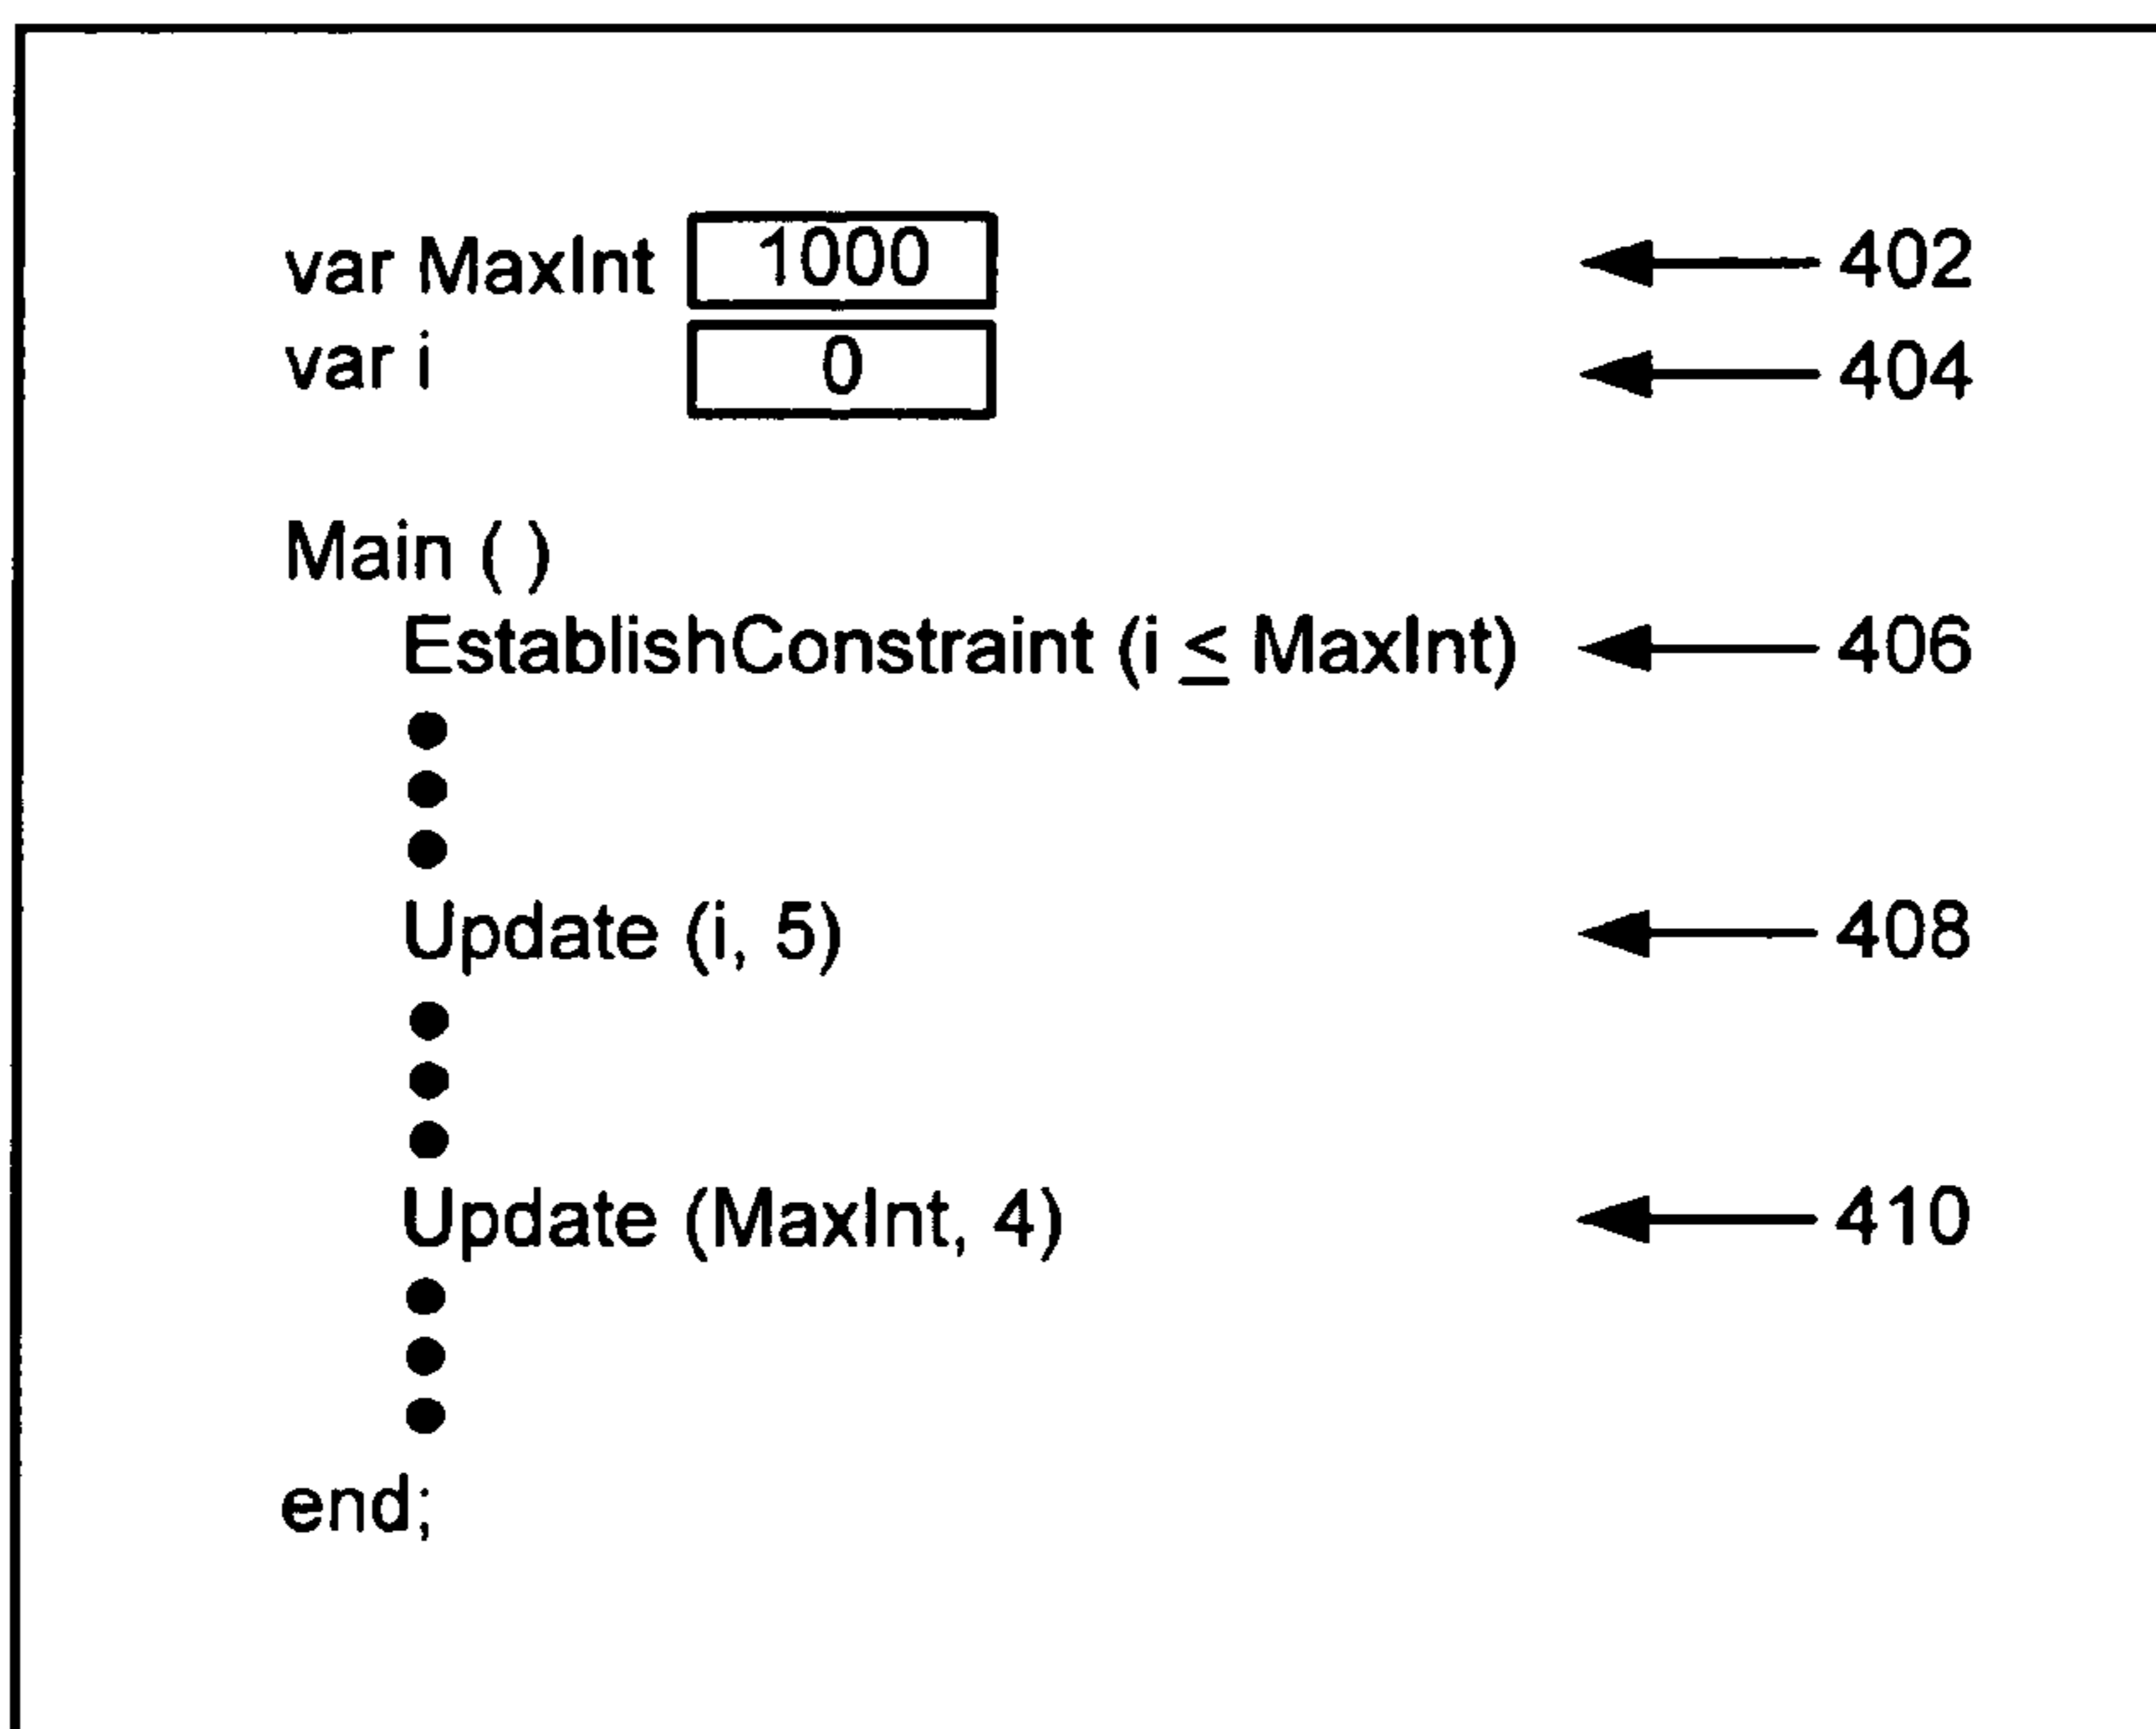 var MaxInt 1000 402
var i 0 404
Main ( )
EstablishConstraint (i ≤ MaxInt) 406
Update (i, 5) 408
Update (MaxInt, 4) 410
end;